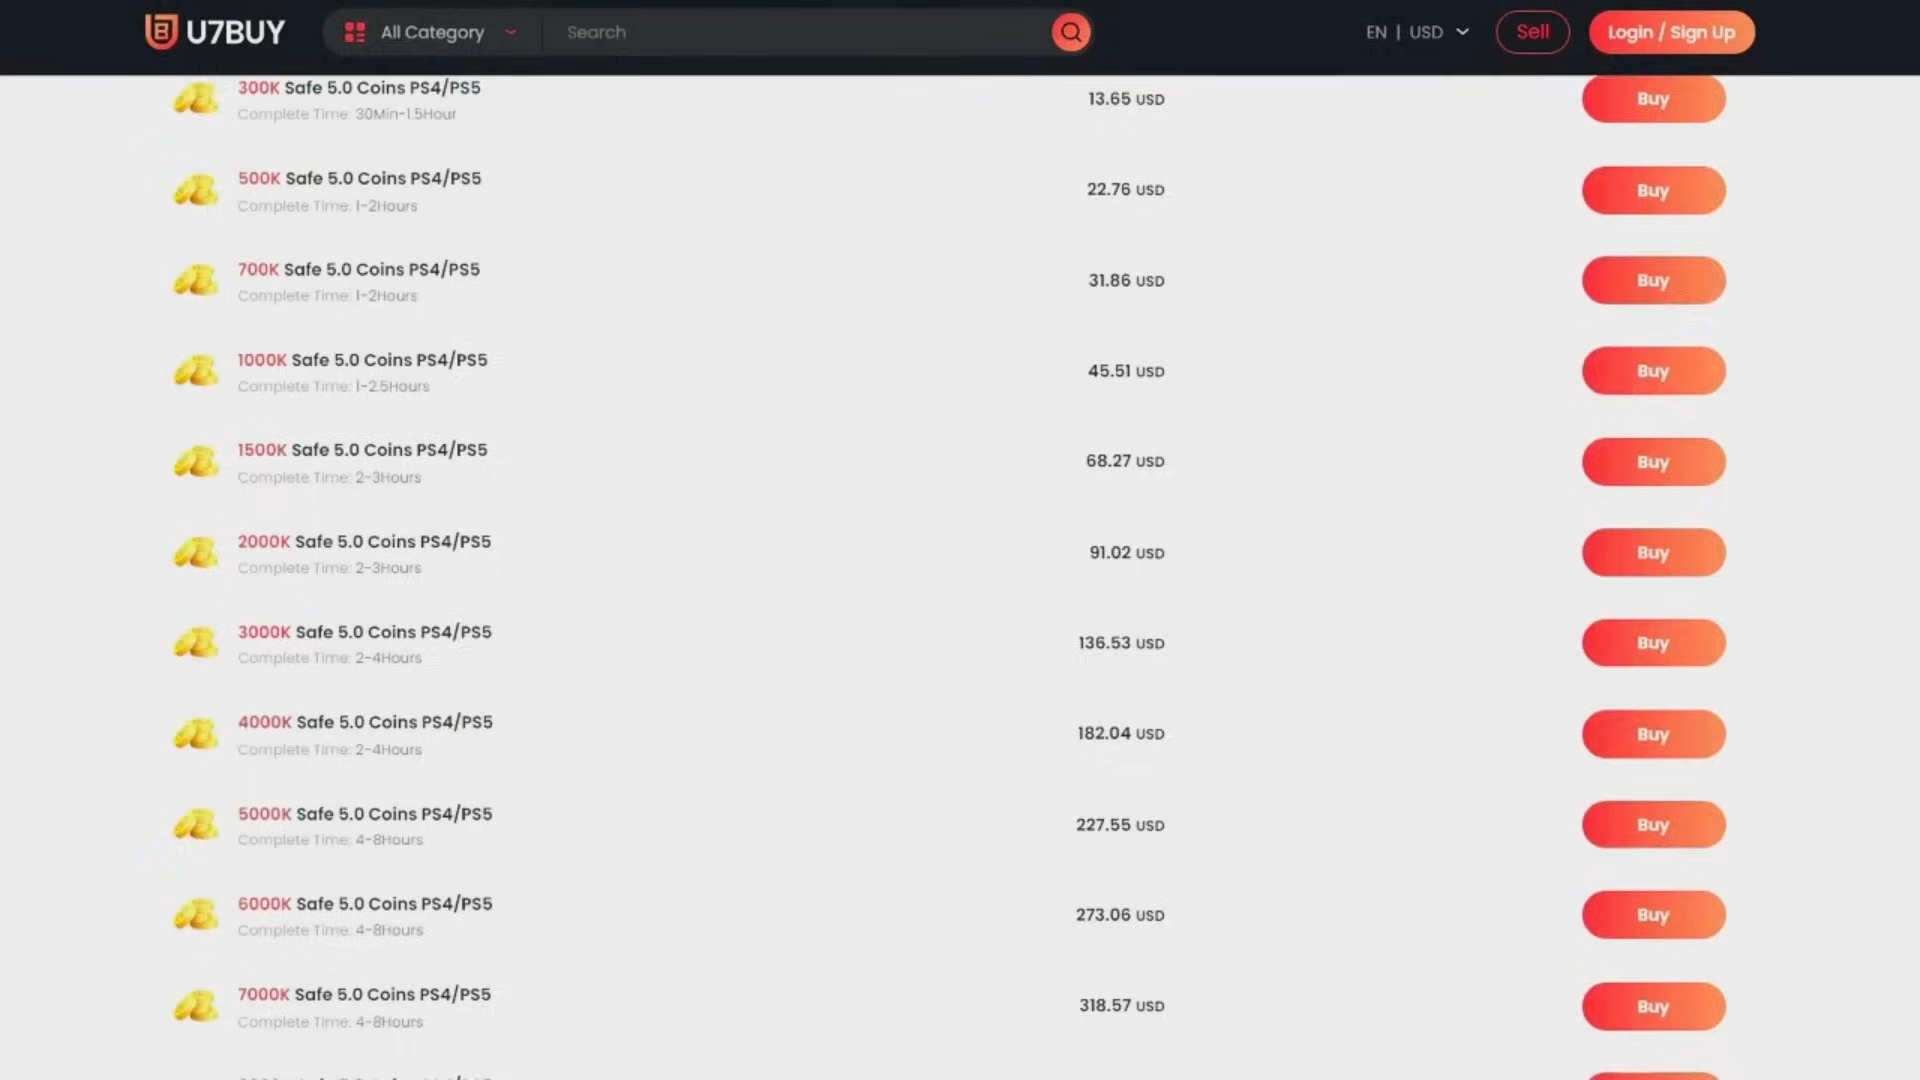 U7BUY
All Category
Search
EN | USD
Sell
Login / Sign Up
300K Safe 5.0 Coins PS4/PS5
Complete Time: 30Min-1.5Hour
13.65 USD
Buy
500K Safe 5.0 Coins PS4/PS5
Complete Time: 1-2Hours
22.76 USD
Buy
700K Safe 5.0 Coins PS4/PS5
Complete Time: 1-2Hours
31.86 USD
Buy
1000K Safe 5.0 Coins PS4/PS5
Complete Time: 1-2.5Hours
45.51 USD
Buy
1500K Safe 5.0 Coins PS4/PS5
Complete Time: 2-3Hours
68.27 USD
Buy
2000K Safe 5.0 Coins PS4/PS5
Complete Time: 2-3Hours
91.02 USD
Buy
3000K Safe 5.0 Coins PS4/PS5
Complete Time: 2-4Hours
136.53 USD
Buy
4000K Safe 5.0 Coins PS4/PS5
Complete Time: 2-4Hours
182.04 USD
Buy
5000K Safe 5.0 Coins PS4/PS5
Complete Time: 4-8Hours
227.55 USD
Buy
6000K Safe 5.0 Coins PS4/PS5
Complete Time: 4-8Hours
273.06 USD
Buy
7000K Safe 5.0 Coins PS4/PS5
Complete Time: 4-8Hours
318.57 USD
Buy